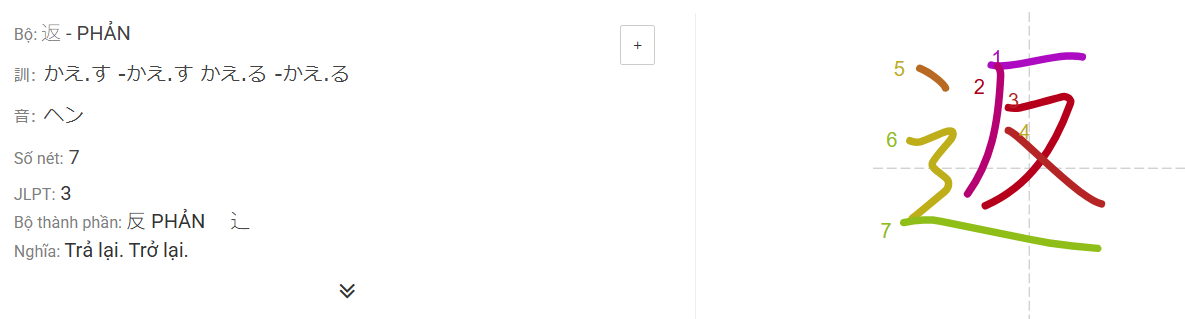 Bộ: 返 - PHẢN
訓: かえ.す -かえ.す かえ.る -かえ.る
音: ヘン
Số nét: 7
JLPT: 3
Bộ thành phần: 反 PHẢN 辶
Nghĩa: Trả lại. Trở lại.
+
返
1
2
3
4
5
6
7